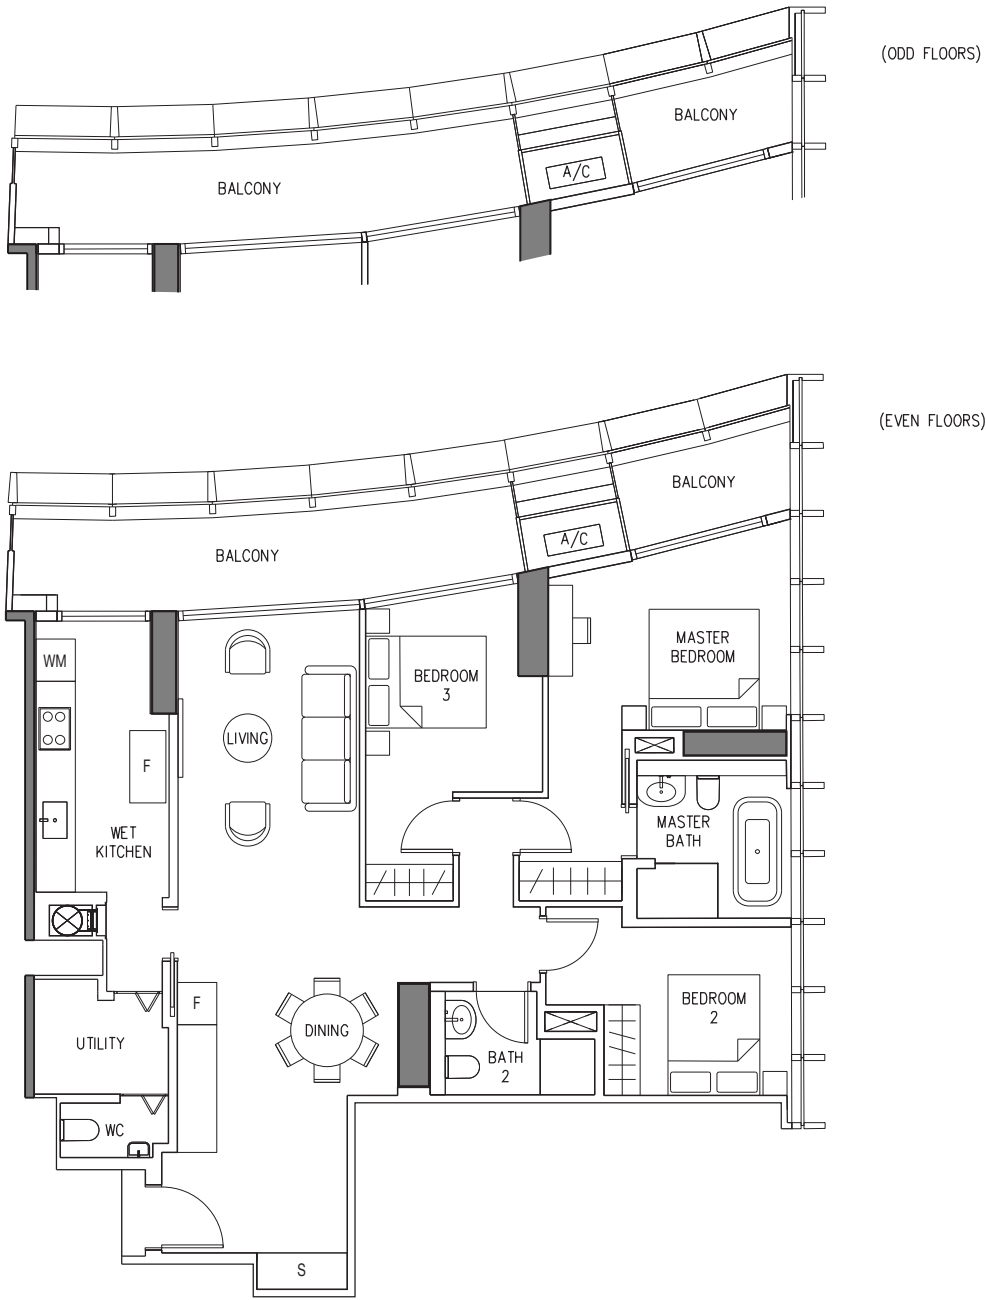 (ODD FLOORS)
BALCONY
A/C
BALCONY
(EVEN FLOORS)
BALCONY
A/C
BALCONY
WM
BEDROOM
3
MASTER
BEDROOM
LIVING
F
WET
KITCHEN
MASTER
BATH
F
DINING
BEDROOM
2
UTILITY
BATH
2
WC
S